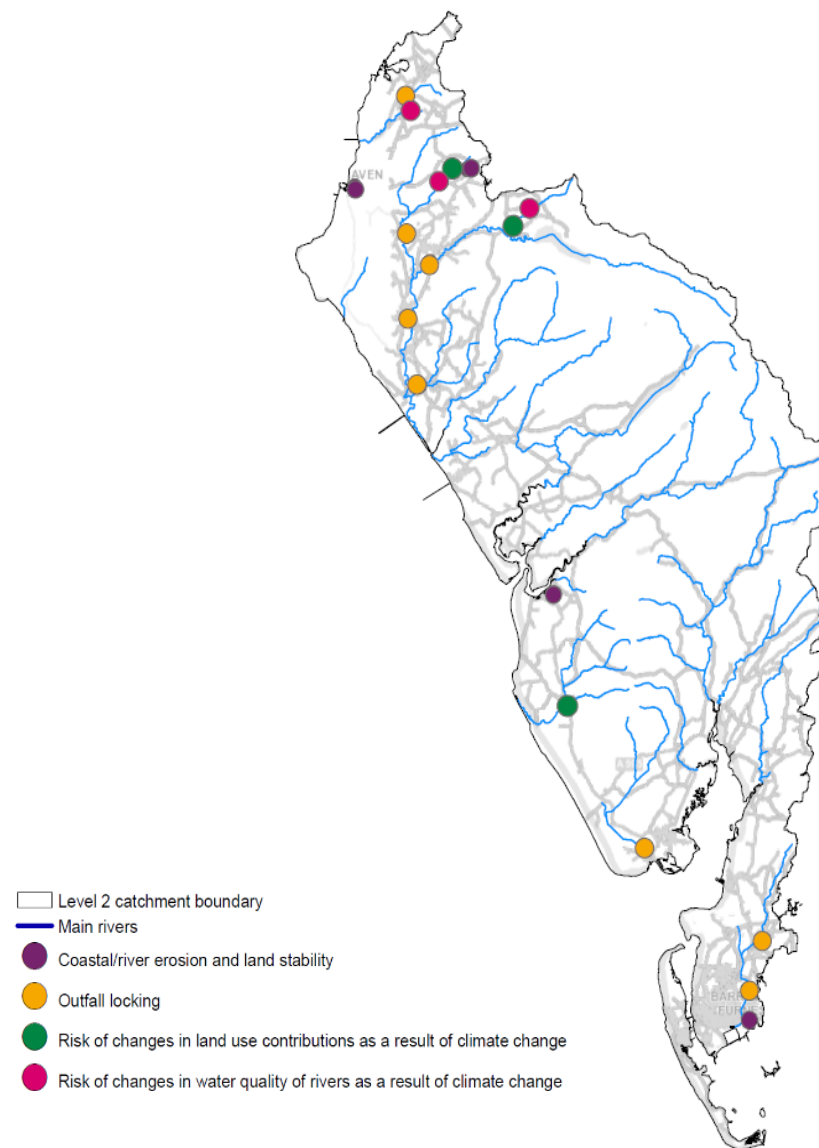 AVEN
BAR
Level 2 catchment boundary
Main rivers
Coastal/river erosion and land stability
Outfall locking
Risk of changes in land use contributions as a result of climate change
Risk of changes in water quality of rivers as a result of climate change